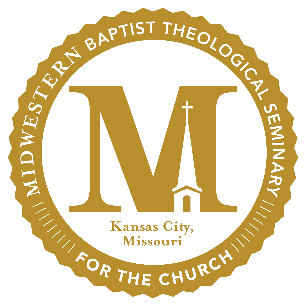 MIDWESTERN BAPTIST THEOLOGICAL SEMINARY
M
Kansas City,
Missouri
FOR THE CHURCH